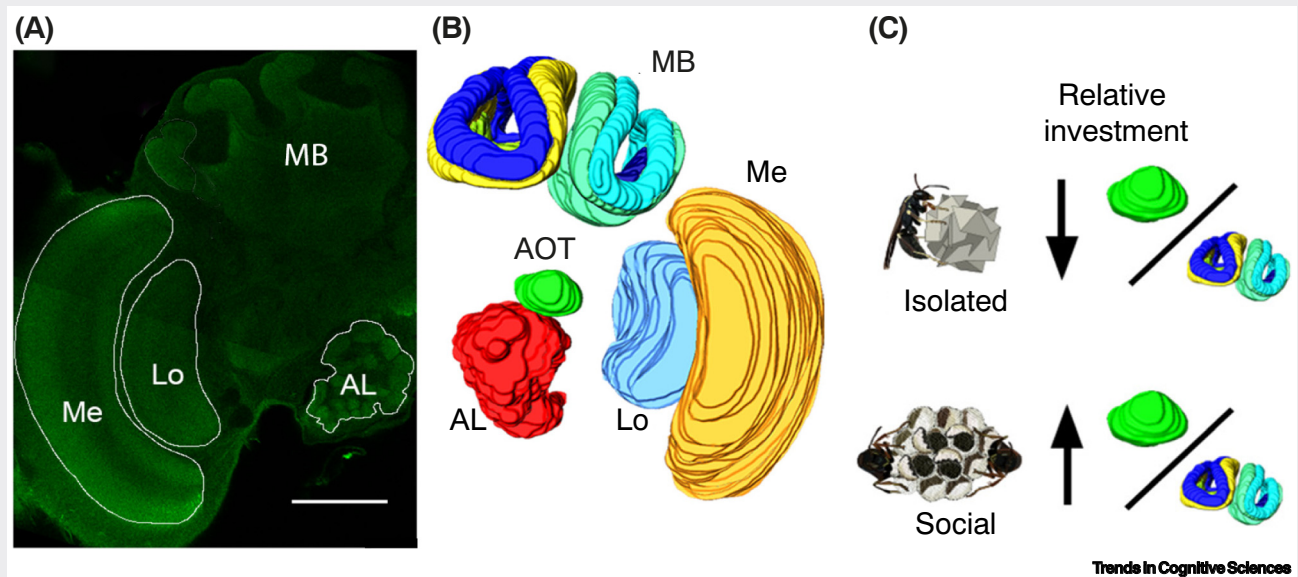 (A)
MB
Lo
Me
AL
(B)
MB
Me
AOT
AL
Lo
(C)
Relative
investment
Isolated
Social
Trends in Cognitive Sciences